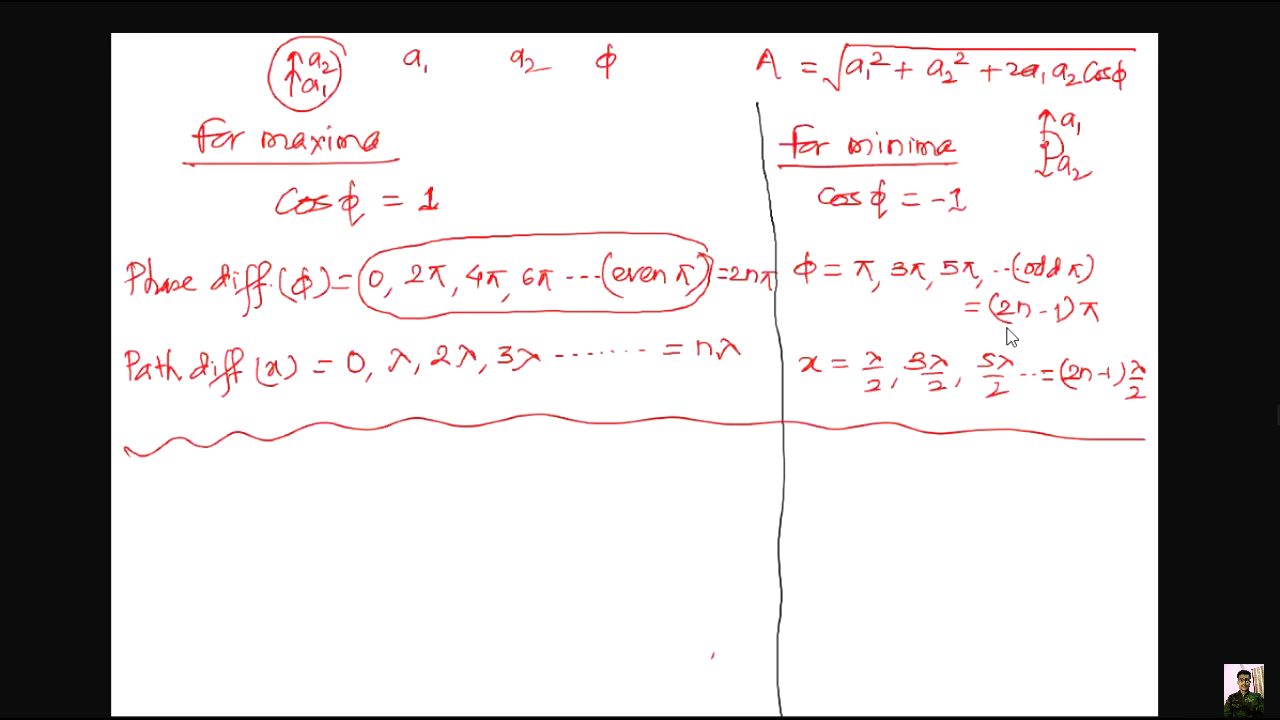 a₂
a₁
a₁ a₂ ϕ A = √a₁² + a₂² + 2a₁a₂Cosϕ
For maxima
Cosϕ = 1
Phase diff.(ϕ) = 0, 2π, 4π, 6π ....(even π) = 2nπ
Path diff (x) = 0, λ, 2λ, 3λ ........ = nλ
a₁
a₂
For minima
Cosϕ = -1
ϕ = π, 3π, 5π, ...(odd π)
= (2n-1)π
x = λ/2, 3λ/2, 5λ/2 ... = (2n-1)λ/2